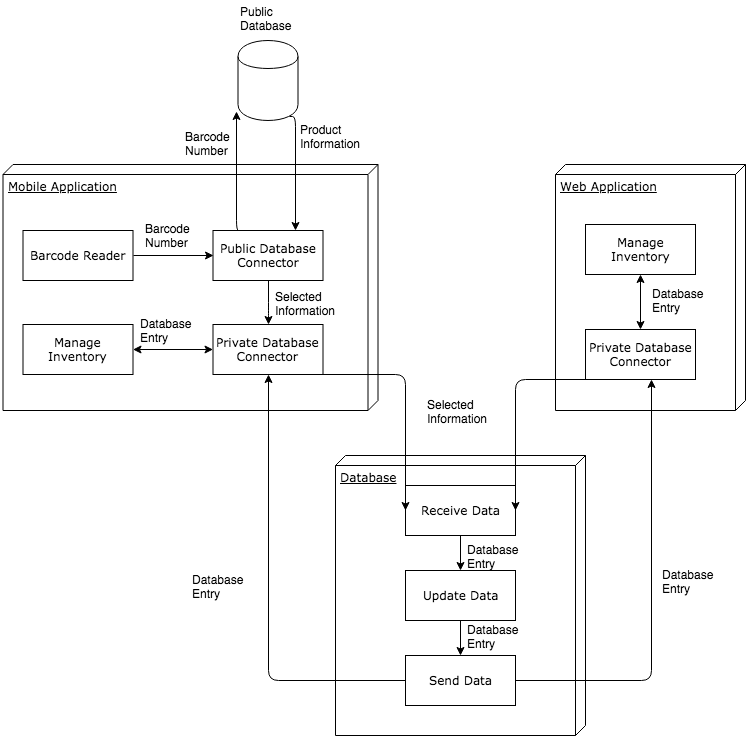 Public
Database
Barcode
Number
Product
Information
Mobile Application
Barcode Reader
Barcode
Number
Public Database
Connector
Selected
Information
Manage
Inventory
Database
Entry
Private Database
Connector
Web Application
Manage
Inventory
Database
Entry
Private Database
Connector
Selected
Information
Database
Receive Data
Database
Entry
Update Data
Database
Entry
Send Data
Database
Entry
Database
Entry